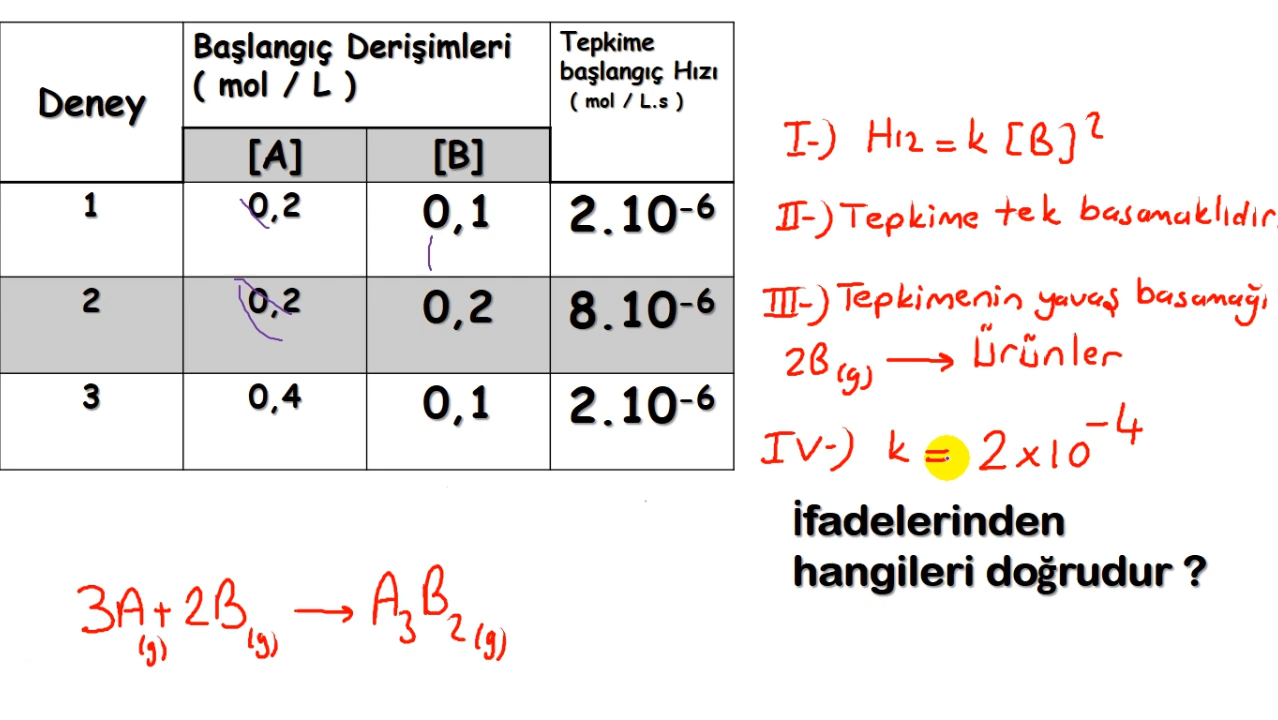 Deney
Başlangıç Derişimleri
( mol / L )
Tepkime
başlangıç Hızı
( mol / L.s )
[A]
[B]
1
0,2
0,1
2.10⁻⁶
2
0,2
0,2
8.10⁻⁶
3
0,4
0,1
2.10⁻⁶
I-) Hız = k [B]²
II-) Tepkime tek basamaklıdır.
III-) Tepkimenin yavaş basamağı
2B(g) → Ürünler
IV-) k = 2x10⁻⁴
İfadelerinden
hangileri doğrudur ?
3A(g) + 2B(g) → A₃B₂(g)